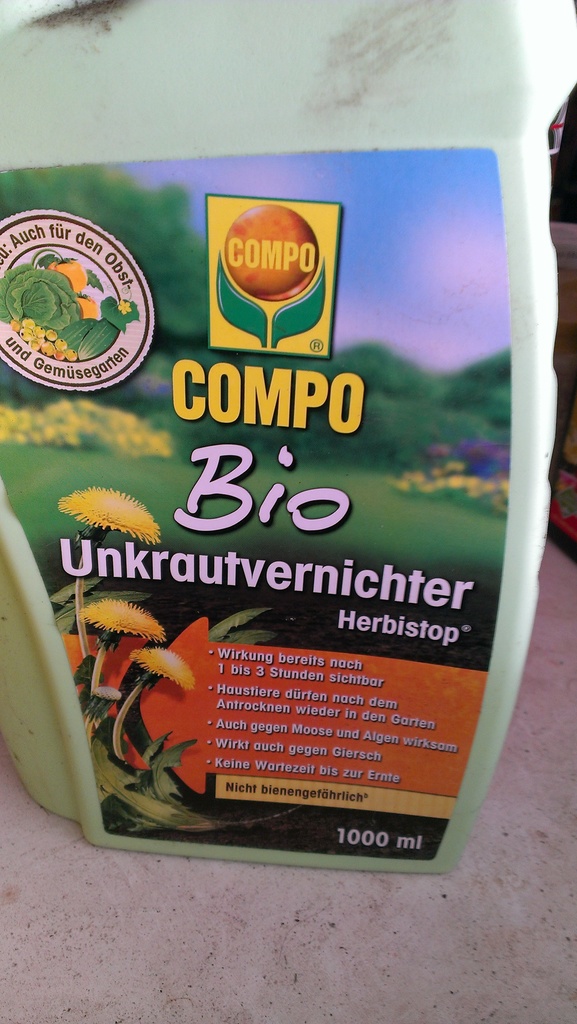 Auch für den Obst-
und Gemüsegarten
COMPO
®
COMPO
Bio
Unkrautvernichter
Herbistop®
• Wirkung bereits nach
1 bis 3 Stunden sichtbar
• Haustiere dürfen nach dem
Antrocknen wieder in den Garten
• Auch gegen Moose und Algen wirksam
• Wirkt auch gegen Giersch
• Keine Wartezeit bis zur Ernte
Nicht bienengefährlich
1000 ml